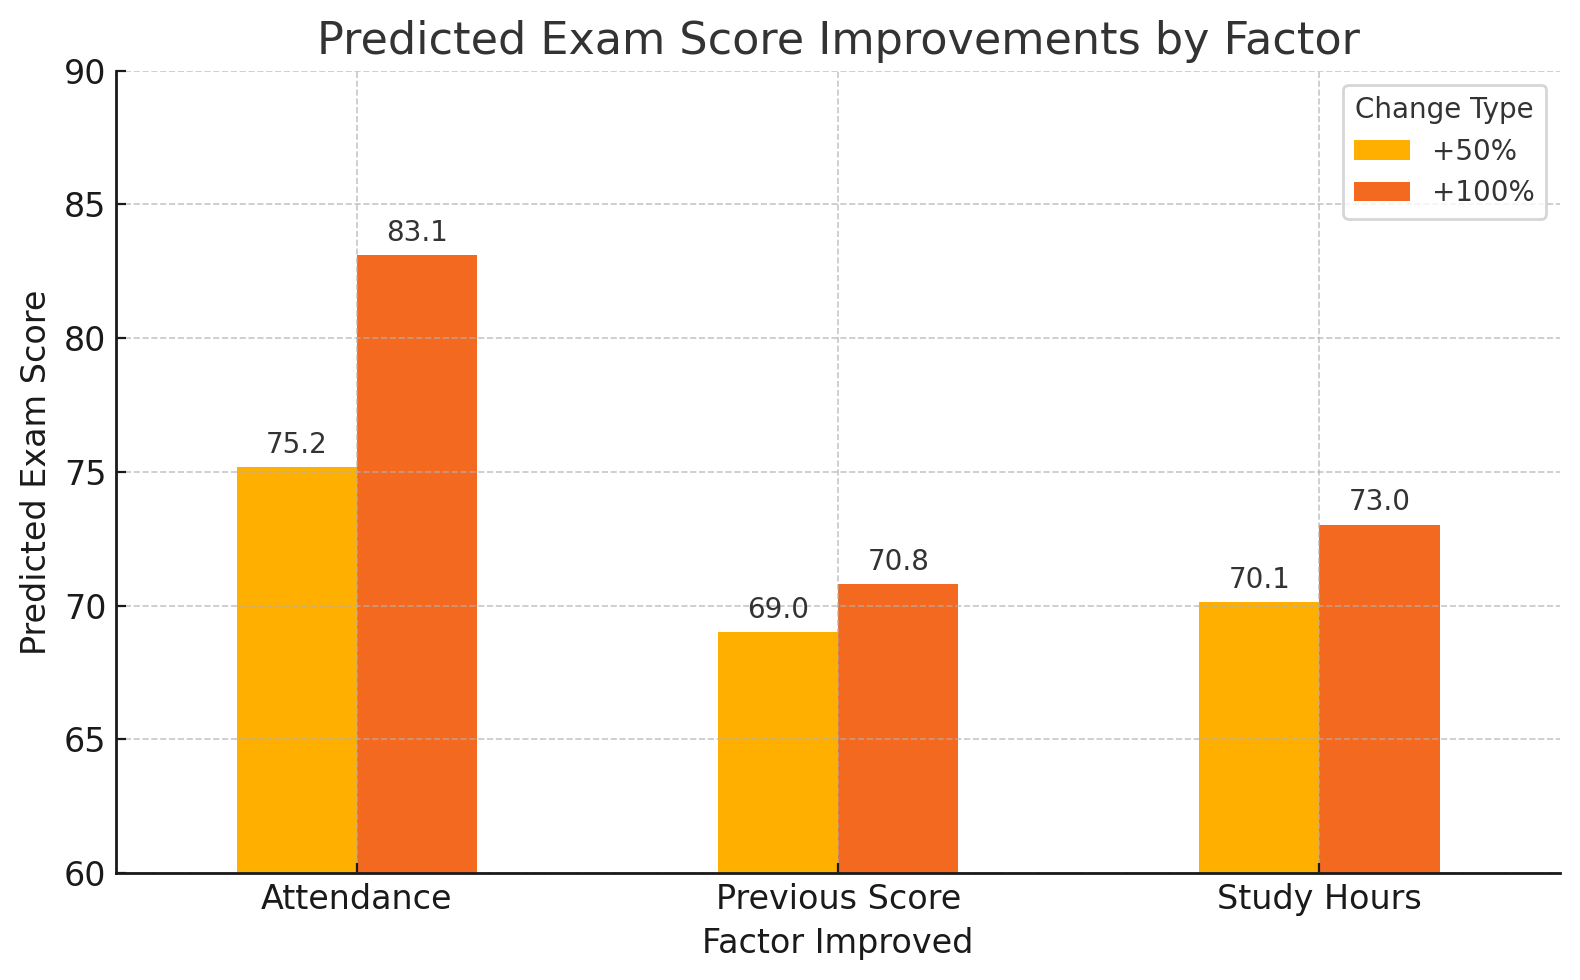 Predicted Exam Score Improvements by Factor
Predicted Exam Score
90
85
80
75
70
65
60
Change Type
+50%
+100%
75.2
83.1
69.0
70.8
70.1
73.0
Attendance
Previous Score
Study Hours
Factor Improved